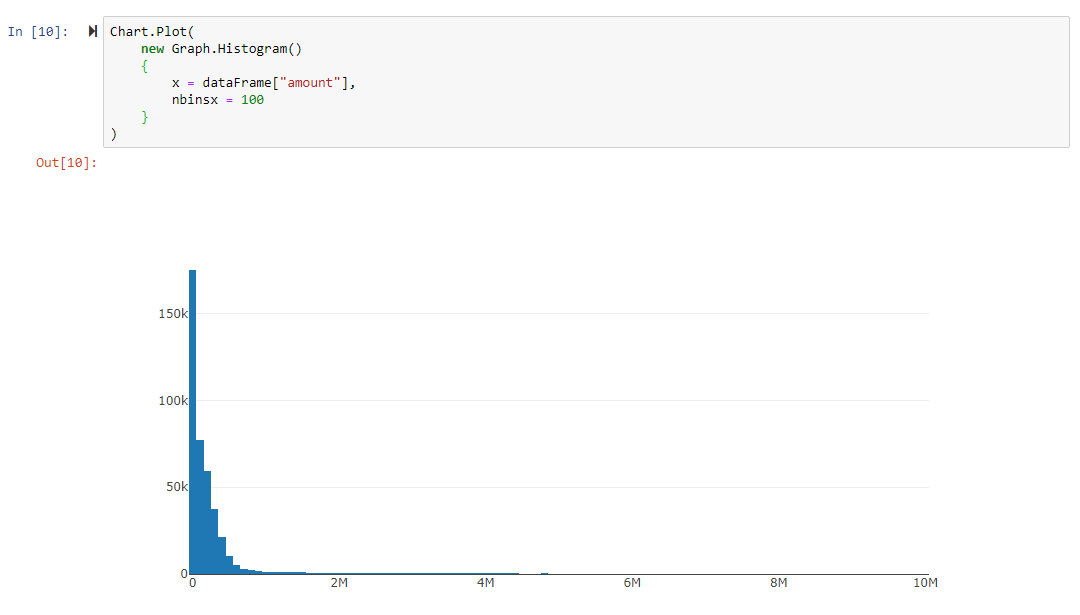 In [10]:
Chart.Plot(
    new Graph.Histogram()
    {
        x = dataFrame["amount"],
        nbinsx = 100
    }
)
Out[10]:
150k
100k
50k
0
0 2M 4M 6M 8M 10M